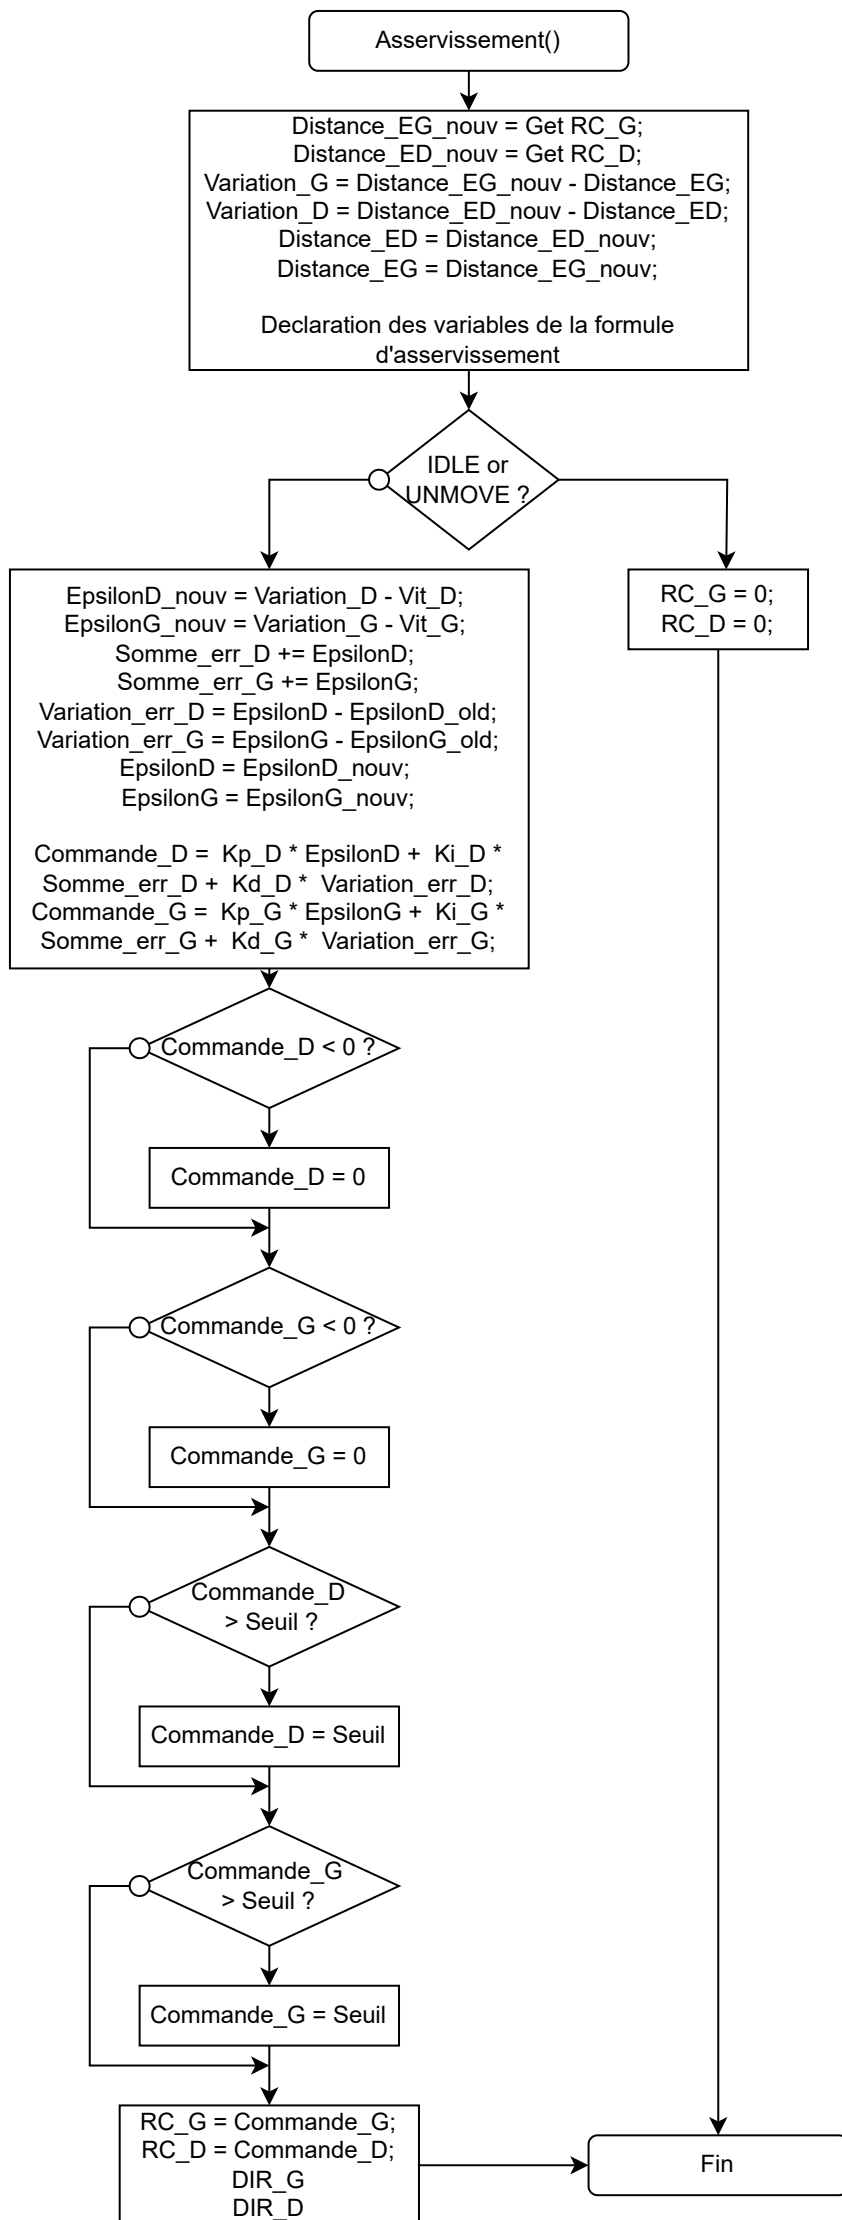 Asservissement()
Distance_EG_nouv = Get RC_G;
Distance_ED_nouv = Get RC_D;
Variation_G = Distance_EG_nouv - Distance_EG;
Variation_D = Distance_ED_nouv - Distance_ED;
Distance_ED = Distance_ED_nouv;
Distance_EG = Distance_EG_nouv;
Declaration des variables de la formule
d'asservissement
IDLE or
UNMOVE ?
EpsilonD_nouv = Variation_D - Vit_D;
EpsilonG_nouv = Variation_G - Vit_G;
Somme_err_D += EpsilonD;
Somme_err_G += EpsilonG;
Variation_err_D = EpsilonD - EpsilonD_old;
Variation_err_G = EpsilonG - EpsilonG_old;
EpsilonD = EpsilonD_nouv;
EpsilonG = EpsilonG_nouv;
Commande_D = Kp_D * EpsilonD + Ki_D *
Somme_err_D + Kd_D * Variation_err_D;
Commande_G = Kp_G * EpsilonG + Ki_G *
Somme_err_G + Kd_G * Variation_err_G;
RC_G = 0;
RC_D = 0;
Commande_D < 0 ?
Commande_D = 0
Commande_G < 0 ?
Commande_G = 0
Commande_D
> Seuil ?
Commande_D = Seuil
Commande_G
> Seuil ?
Commande_G = Seuil
RC_G = Commande_G;
RC_D = Commande_D;
DIR_G
DIR_D
Fin